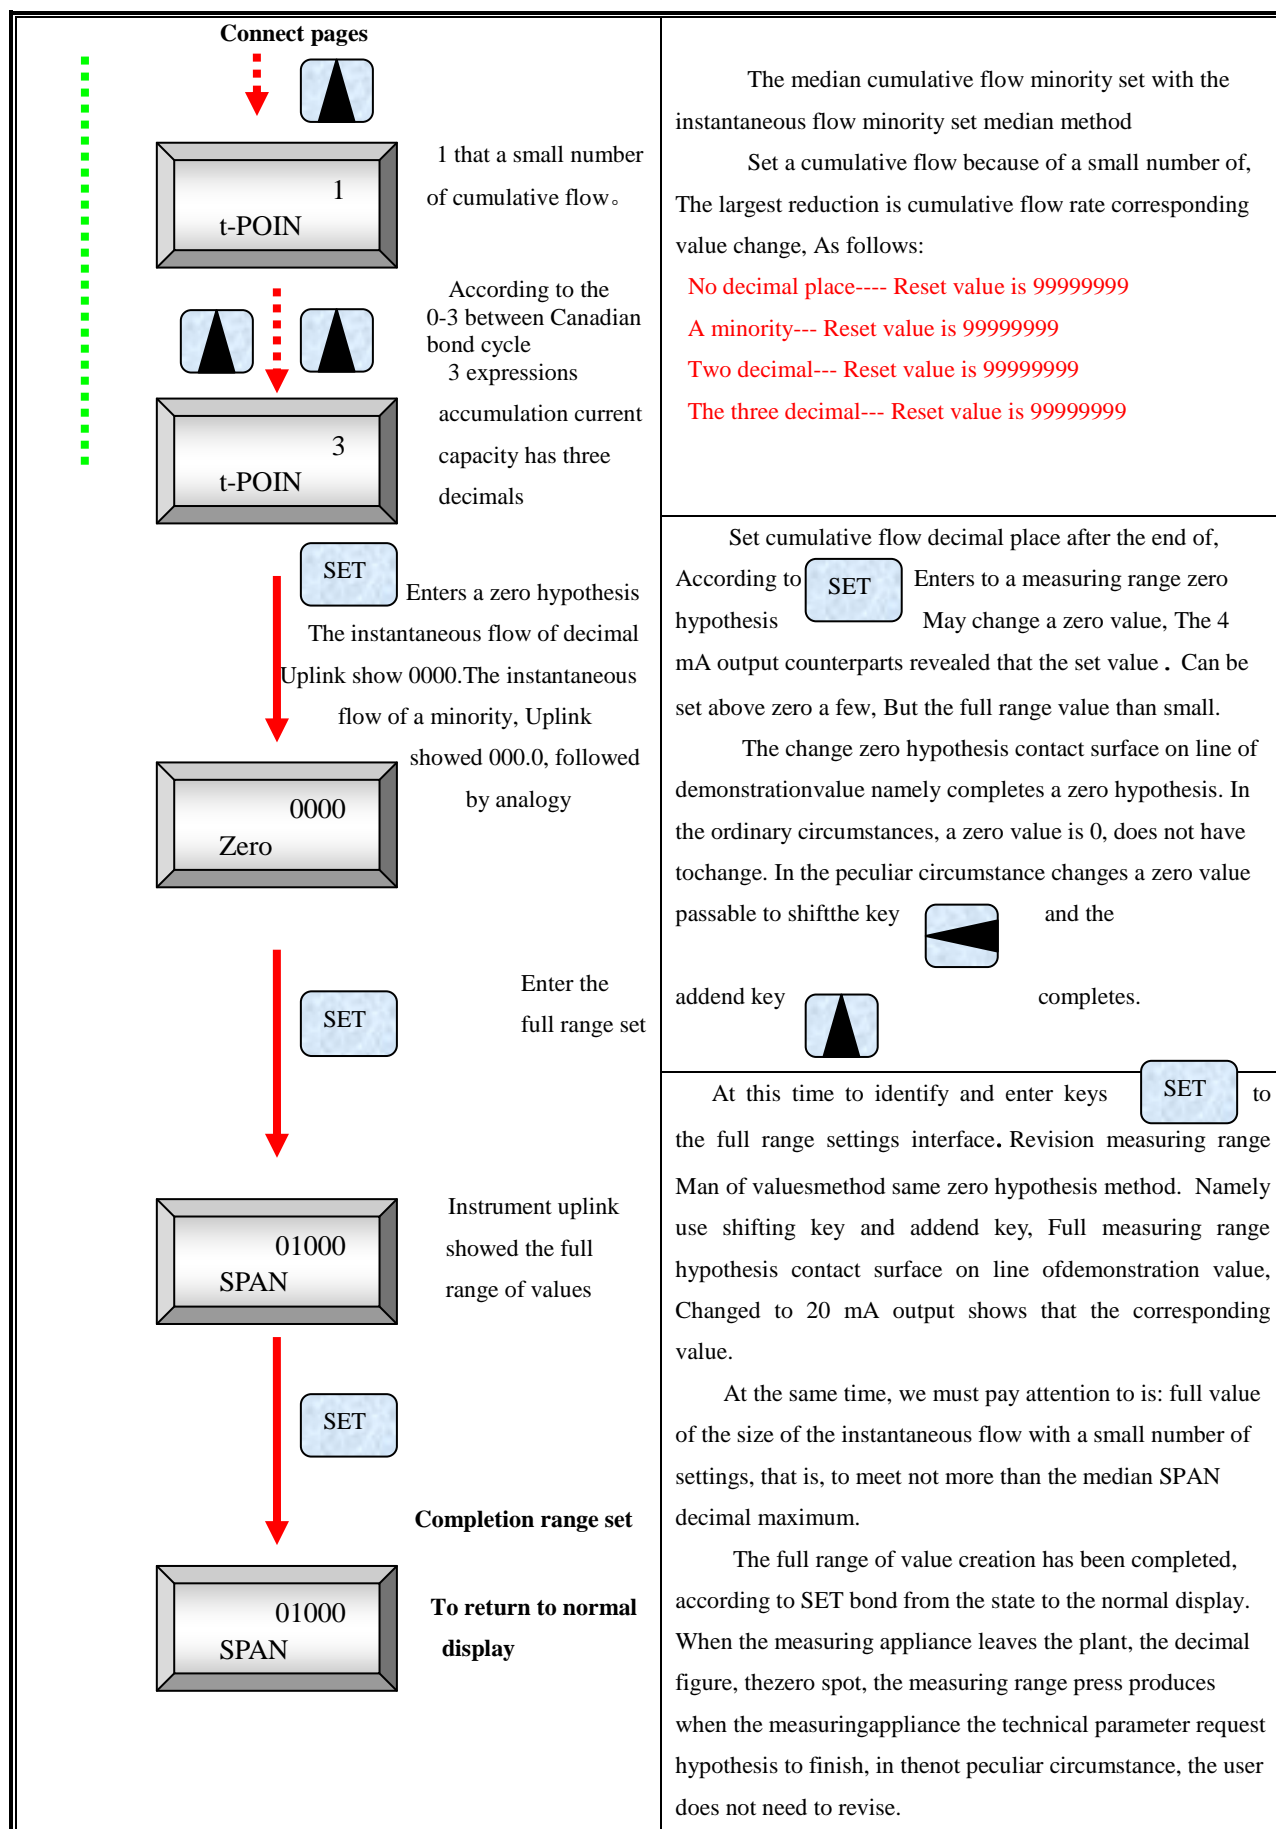 Connect pages
1
t-POIN
1 that a small number
of cumulative flow。
According to the
0-3 between Canadian
bond cycle
3 expressions
accumulation current
capacity has three
decimals
3
t-POIN
SET
Enters a zero hypothesis
The instantaneous flow of decimal
Uplink show 0000.The instantaneous
flow of a minority, Uplink
showed 000.0, followed
by analogy
0000
Zero
SET
Enter the
full range set
Instrument uplink
showed the full
range of values
01000
SPAN
SET
Completion range set
01000
SPAN
To return to normal
display
The median cumulative flow minority set with the
instantaneous flow minority set median method
Set a cumulative flow because of a small number of,
The largest reduction is cumulative flow rate corresponding
value change, As follows:
No decimal place---- Reset value is 99999999
A minority--- Reset value is 99999999
Two decimal--- Reset value is 99999999
The three decimal--- Reset value is 99999999
Set cumulative flow decimal place after the end of,
According to SET Enters to a measuring range zero
hypothesis May change a zero value, The 4
mA output counterparts revealed that the set value. Can be
set above zero a few, But the full range value than small.
The change zero hypothesis contact surface on line of
demonstrationvalue namely completes a zero hypothesis. In
the ordinary circumstances, a zero value is 0, does not have
tochange. In the peculiar circumstance changes a zero value
passable to shiftthe key and the
addend key completes.
At this time to identify and enter keys SET to
the full range settings interface. Revision measuring range
Man of valuesmethod same zero hypothesis method. Namely
use shifting key and addend key, Full measuring range
hypothesis contact surface on line ofdemonstration value,
Changed to 20 mA output shows that the corresponding
value.
At the same time, we must pay attention to is: full value
of the size of the instantaneous flow with a small number of
settings, that is, to meet not more than the median SPAN
decimal maximum.
The full range of value creation has been completed,
according to SET bond from the state to the normal display.
When the measuring appliance leaves the plant, the decimal
figure, thezero spot, the measuring range press produces
when the measuringappliance the technical parameter request
hypothesis to finish, in thenot peculiar circumstance, the user
does not need to revise.